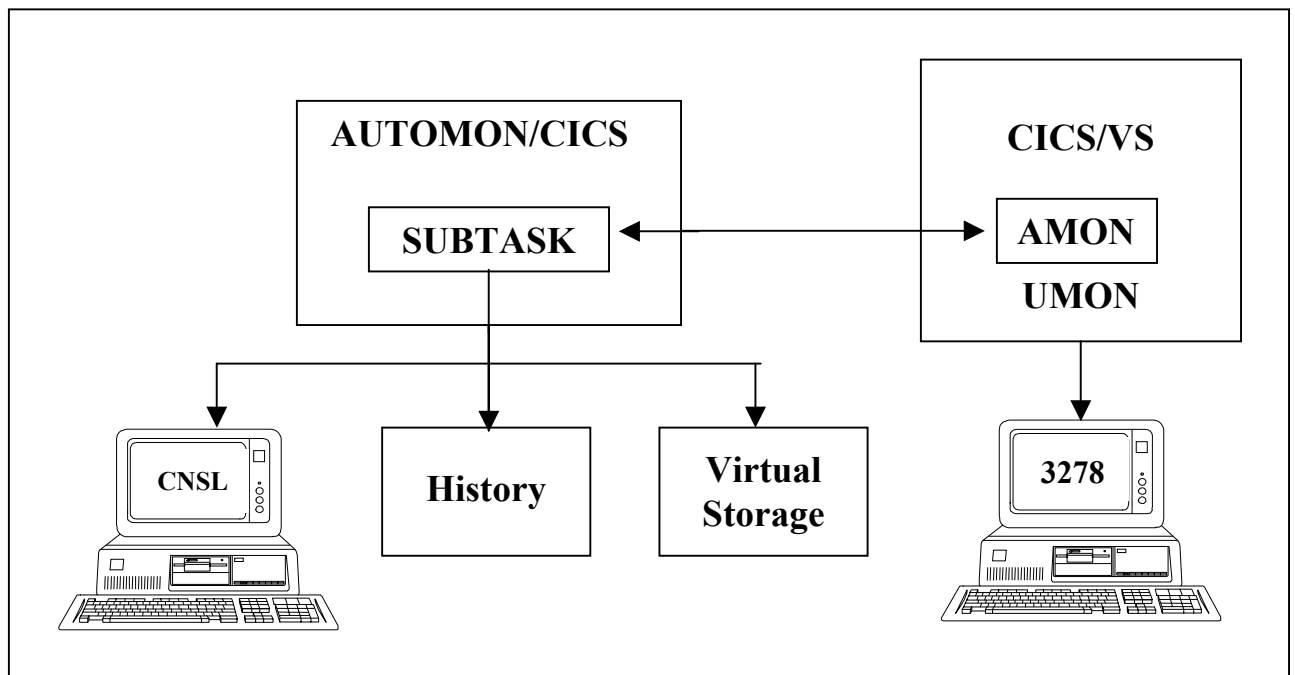 AUTOMON/CICS
SUBTASK
CICS/VS
AMON
UMON
CNSL
History
Virtual
Storage
3278